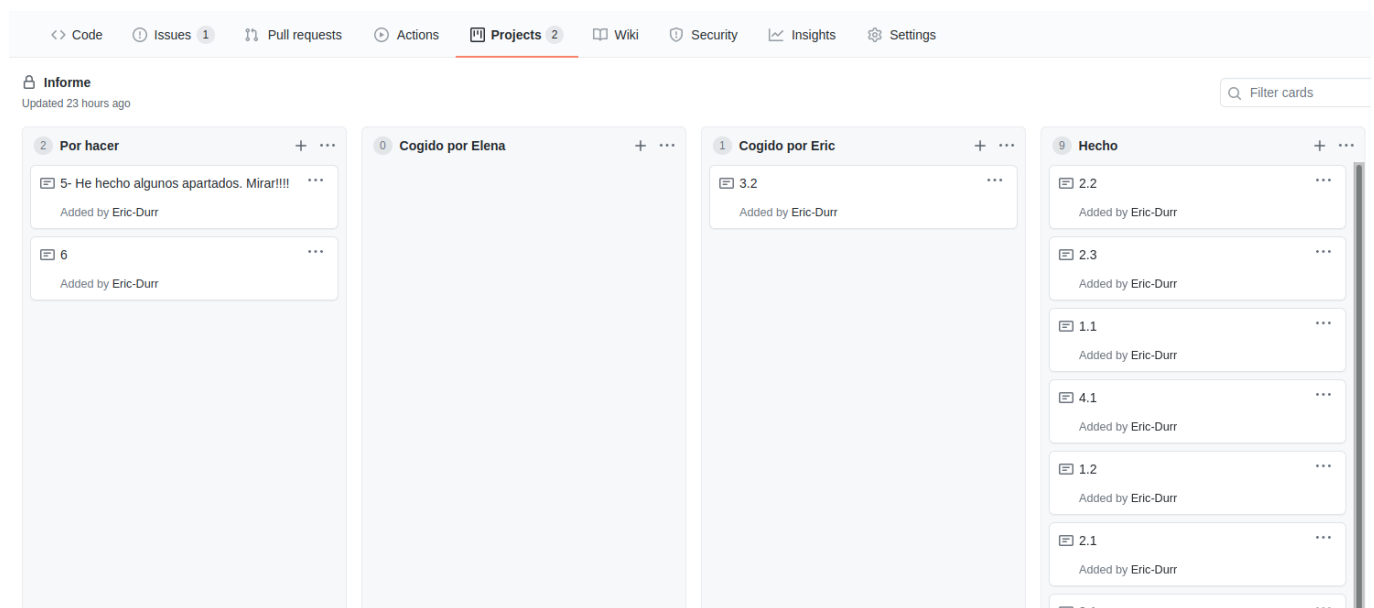 Code
Issues 1
Pull requests
Actions
Projects 2
Wiki
Security
Insights
Settings
Informe
Updated 23 hours ago
Filter cards
2 Por hacer
5- He hecho algunos apartados. Mirar!!!!
Added by Eric-Durr
6
Added by Eric-Durr
0 Cogido por Elena
1 Cogido por Eric
3.2
Added by Eric-Durr
9 Hecho
2.2
Added by Eric-Durr
2.3
Added by Eric-Durr
1.1
Added by Eric-Durr
4.1
Added by Eric-Durr
1.2
Added by Eric-Durr
2.1
Added by Eric-Durr